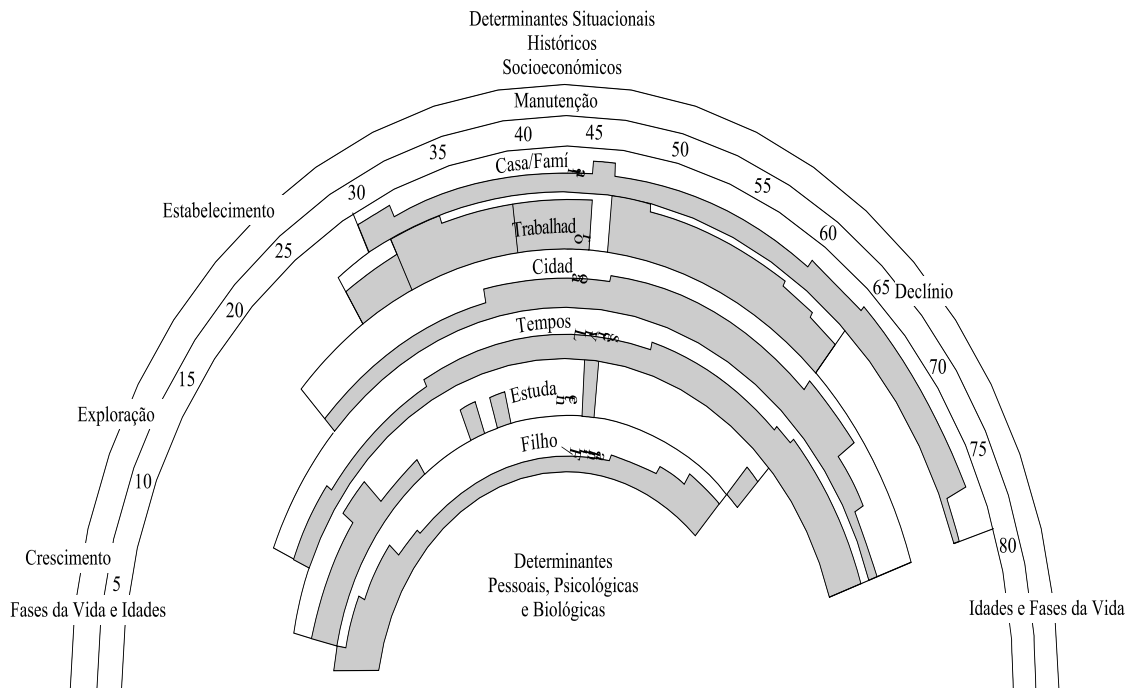 Determinantes Situacionais
Históricos
Socioeconómicos
Manutenção
40
45
35
50
Casa/Famí
30
55
Estabelecimento
Trabalhad
60
25
Cidad
65
Declínio
20
Tempos
70
15
Estuda
Exploração
Filho
75
10
Crescimento
Determinantes
80
5
Pessoais, Psicológicas
Fases da Vida e Idades
e Biológicas
Idades e Fases da Vida